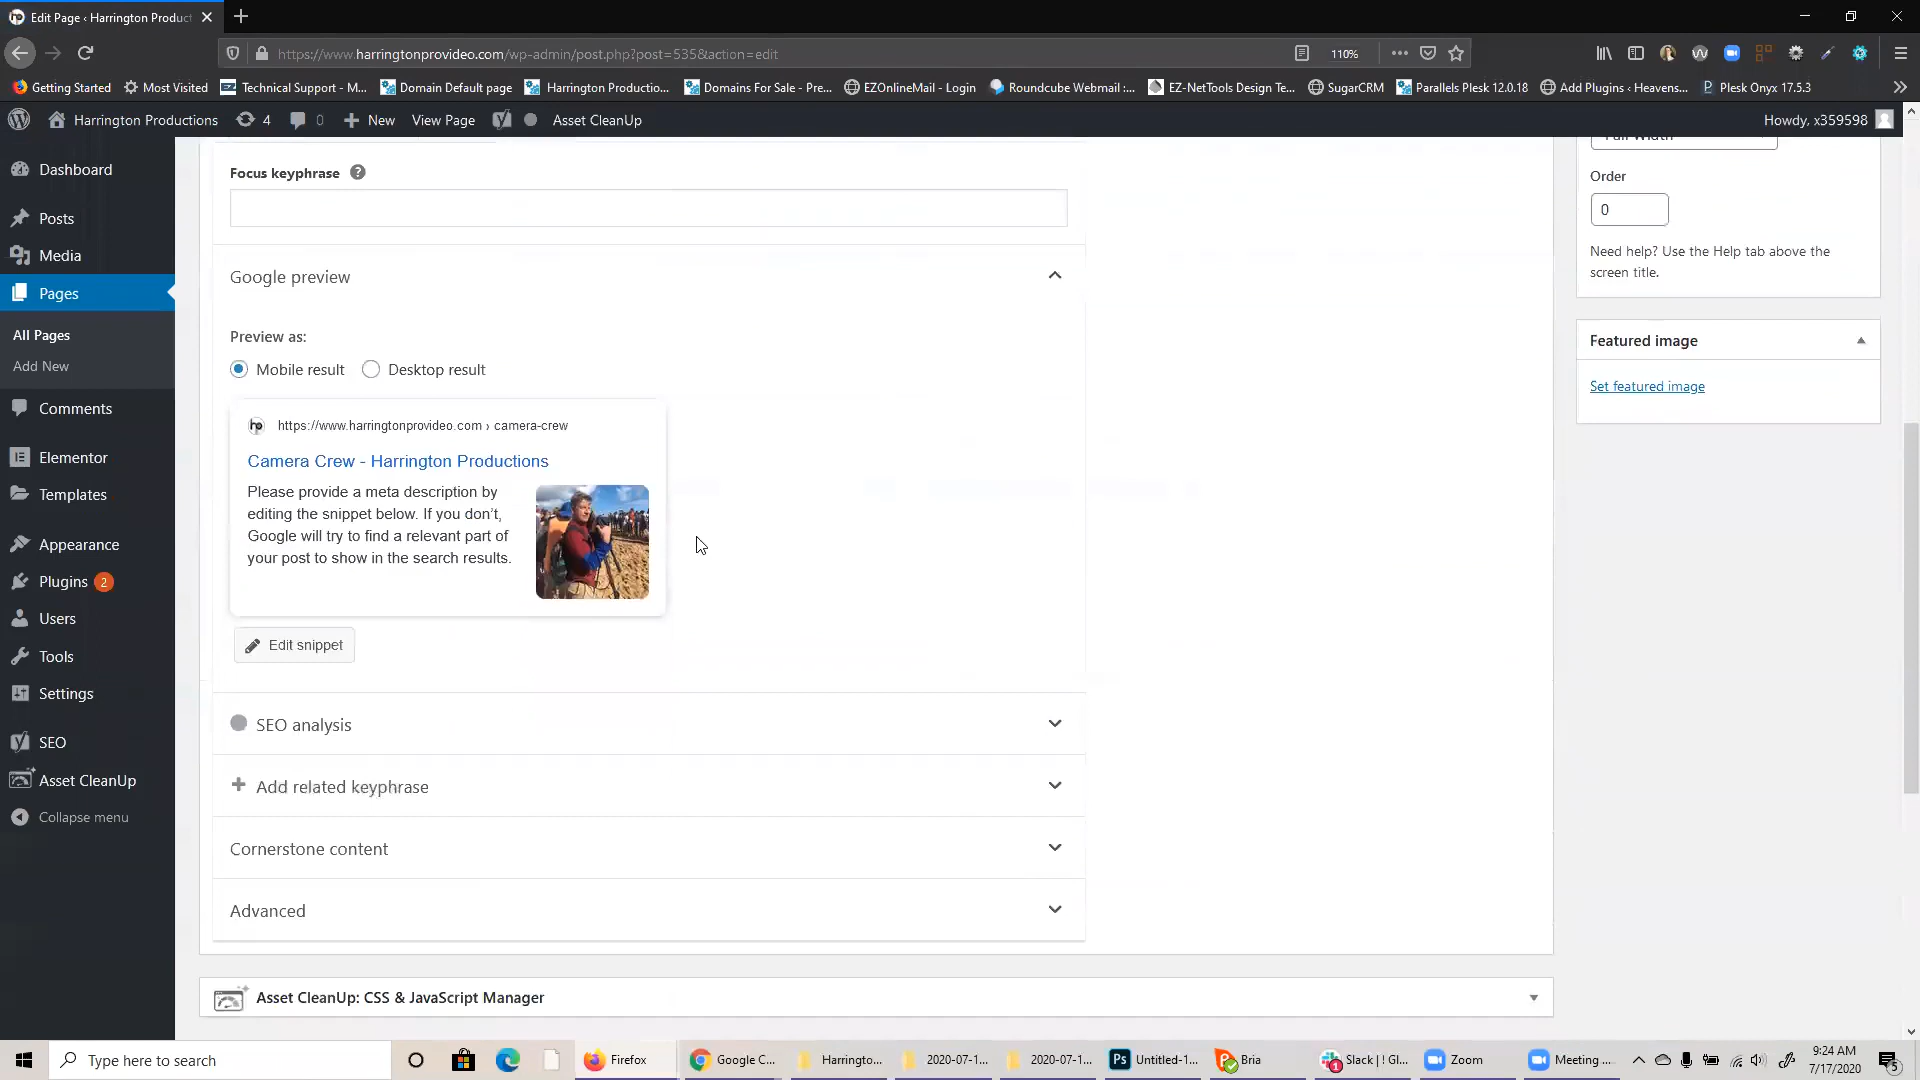 Edit Page ‹ Harrington Product
https://www.harringtonprovideo.com/wp-admin/post.php?post=535&action=edit
110%
Getting Started
Most Visited
Technical Support - M...
Domain Default page
Harrington Productio...
Domains For Sale - Pre...
EZOnlineMail - Login
Roundcube Webmail :...
EZ-NetTools Design Te...
SugarCRM
Parallels Plesk 12.0.18
Add Plugins ‹ Heavens...
Plesk Onyx 17.5.3
Harrington Productions
4
0
New
View Page
Asset CleanUp
Howdy, x359598
Dashboard
Posts
Media
Pages
All Pages
Add New
Comments
Elementor
Templates
Appearance
Plugins 2
Users
Tools
Settings
SEO
Asset CleanUp
Collapse menu
Focus keyphrase ?
Google preview
Preview as:
Mobile result
Desktop result
hp
https://www.harringtonprovideo.com › camera-crew
Camera Crew - Harrington Productions
Please provide a meta description by
editing the snippet below. If you don't,
Google will try to find a relevant part of
your post to show in the search results.
Edit snippet
SEO analysis
Add related keyphrase
Cornerstone content
Advanced
Asset CleanUp: CSS & JavaScript Manager
Order
0
Need help? Use the Help tab above the
screen title.
Featured image
Set featured image
Type here to search
Firefox
Google C...
Harringto...
2020-07-1...
2020-07-1...
Ps
Untitled-1...
Bria
1
Slack | ! Gl...
Zoom
Meeting ...
9:24 AM
7/17/2020
5